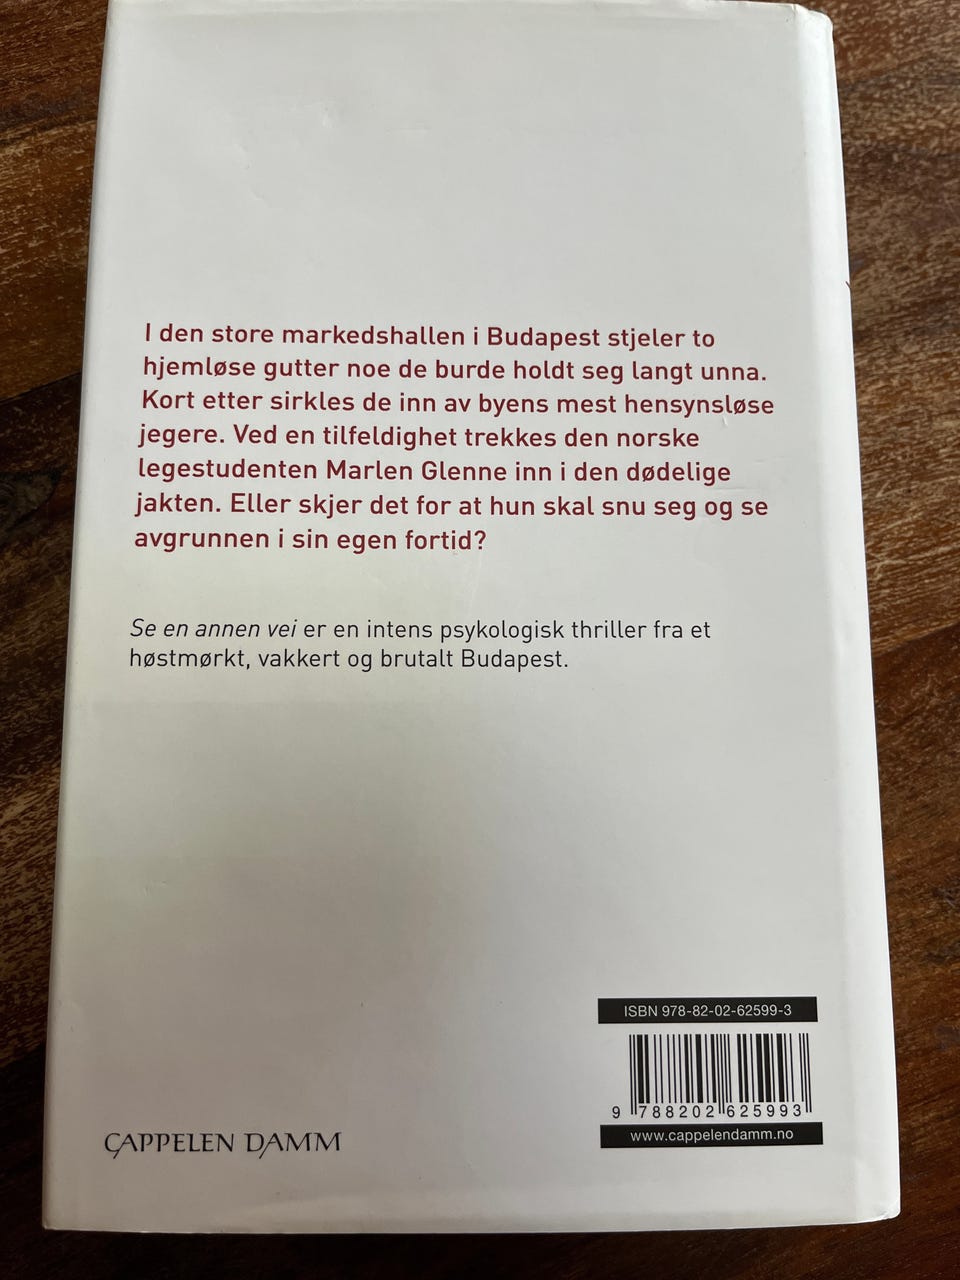 I den store markedshallen i Budapest stjeler to
hjemløse gutter noe de burde holdt seg langt unna.
Kort etter sirkles de inn av byens mest hensynsløse
jegere. Ved en tilfeldighet trekkes den norske
legestudenten Marlen Glenne inn i den dødelige
jakten. Eller skjer det for at hun skal snu seg og se
avgrunnen i sin egen fortid?
Se en annen vei er en intens psykologisk thriller fra et
høstmørkt, vakkert og brutalt Budapest.
ISBN 978-82-02-62599-3
9 788202 625993
www.cappelendamm.no
CAPPELEN DAMM